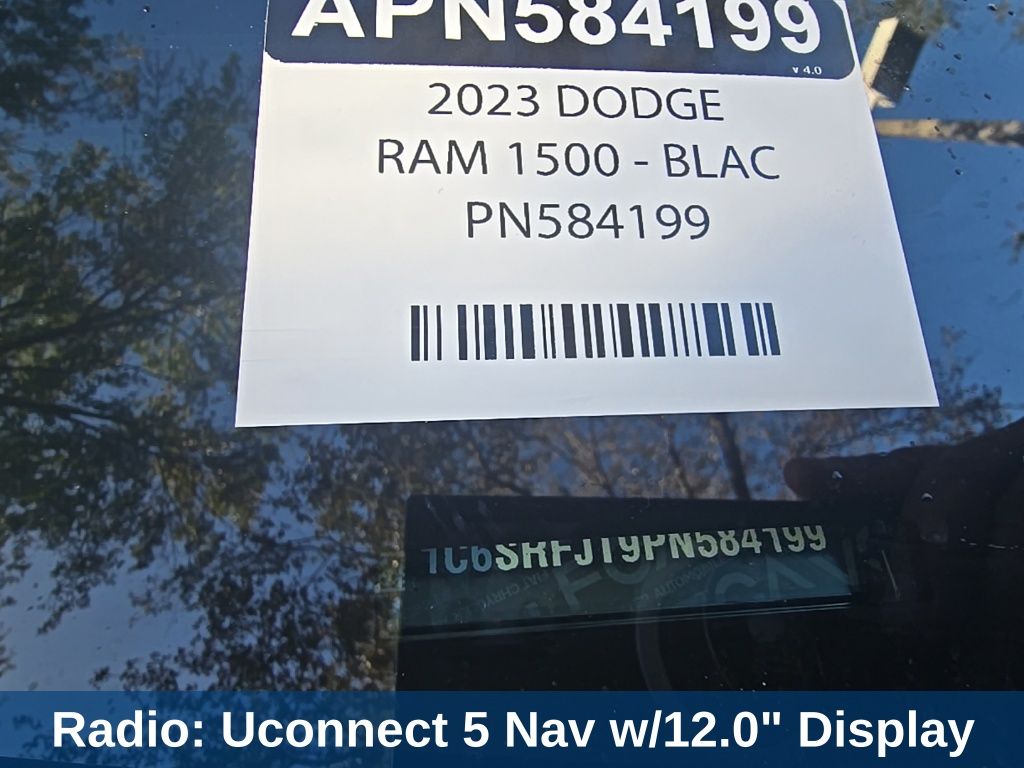 APN584199
v 4.0
2023 DODGE
RAM 1500 - BLAC
PN584199
1C6SRFJT9PN584199
Radio: Uconnect 5 Nav w/12.0" Display